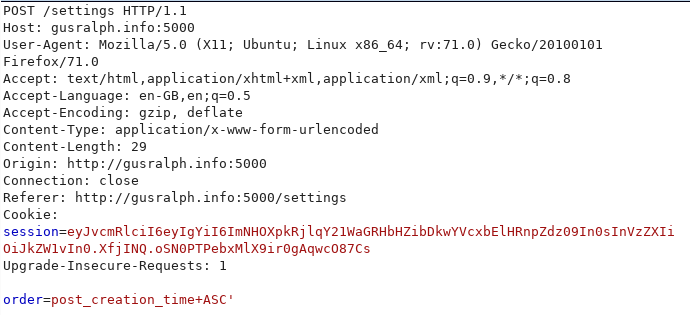 POST /settings HTTP/1.1
Host: gusralph.info:5000
User-Agent: Mozilla/5.0 (X11; Ubuntu; Linux x86_64; rv:71.0) Gecko/20100101
Firefox/71.0
Accept: text/html,application/xhtml+xml,application/xml;q=0.9,*/*;q=0.8
Accept-Language: en-GB,en;q=0.5
Accept-Encoding: gzip, deflate
Content-Type: application/x-www-form-urlencoded
Content-Length: 29
Origin: http://gusralph.info:5000
Connection: close
Referer: http://gusralph.info:5000/settings
Cookie:
session=eyJvcmRlciI6eyIgYiI6ImNHOXpkRjlqY21WaGRHbHZibDkwYVcxbElHRnpZdz09In0sInVzZXIi
OiJkZW1vIn0.XfjINQ.oSN0PTPebxMlX9ir0gAqwcO87Cs
Upgrade-Insecure-Requests: 1
order=post_creation_time+ASC'